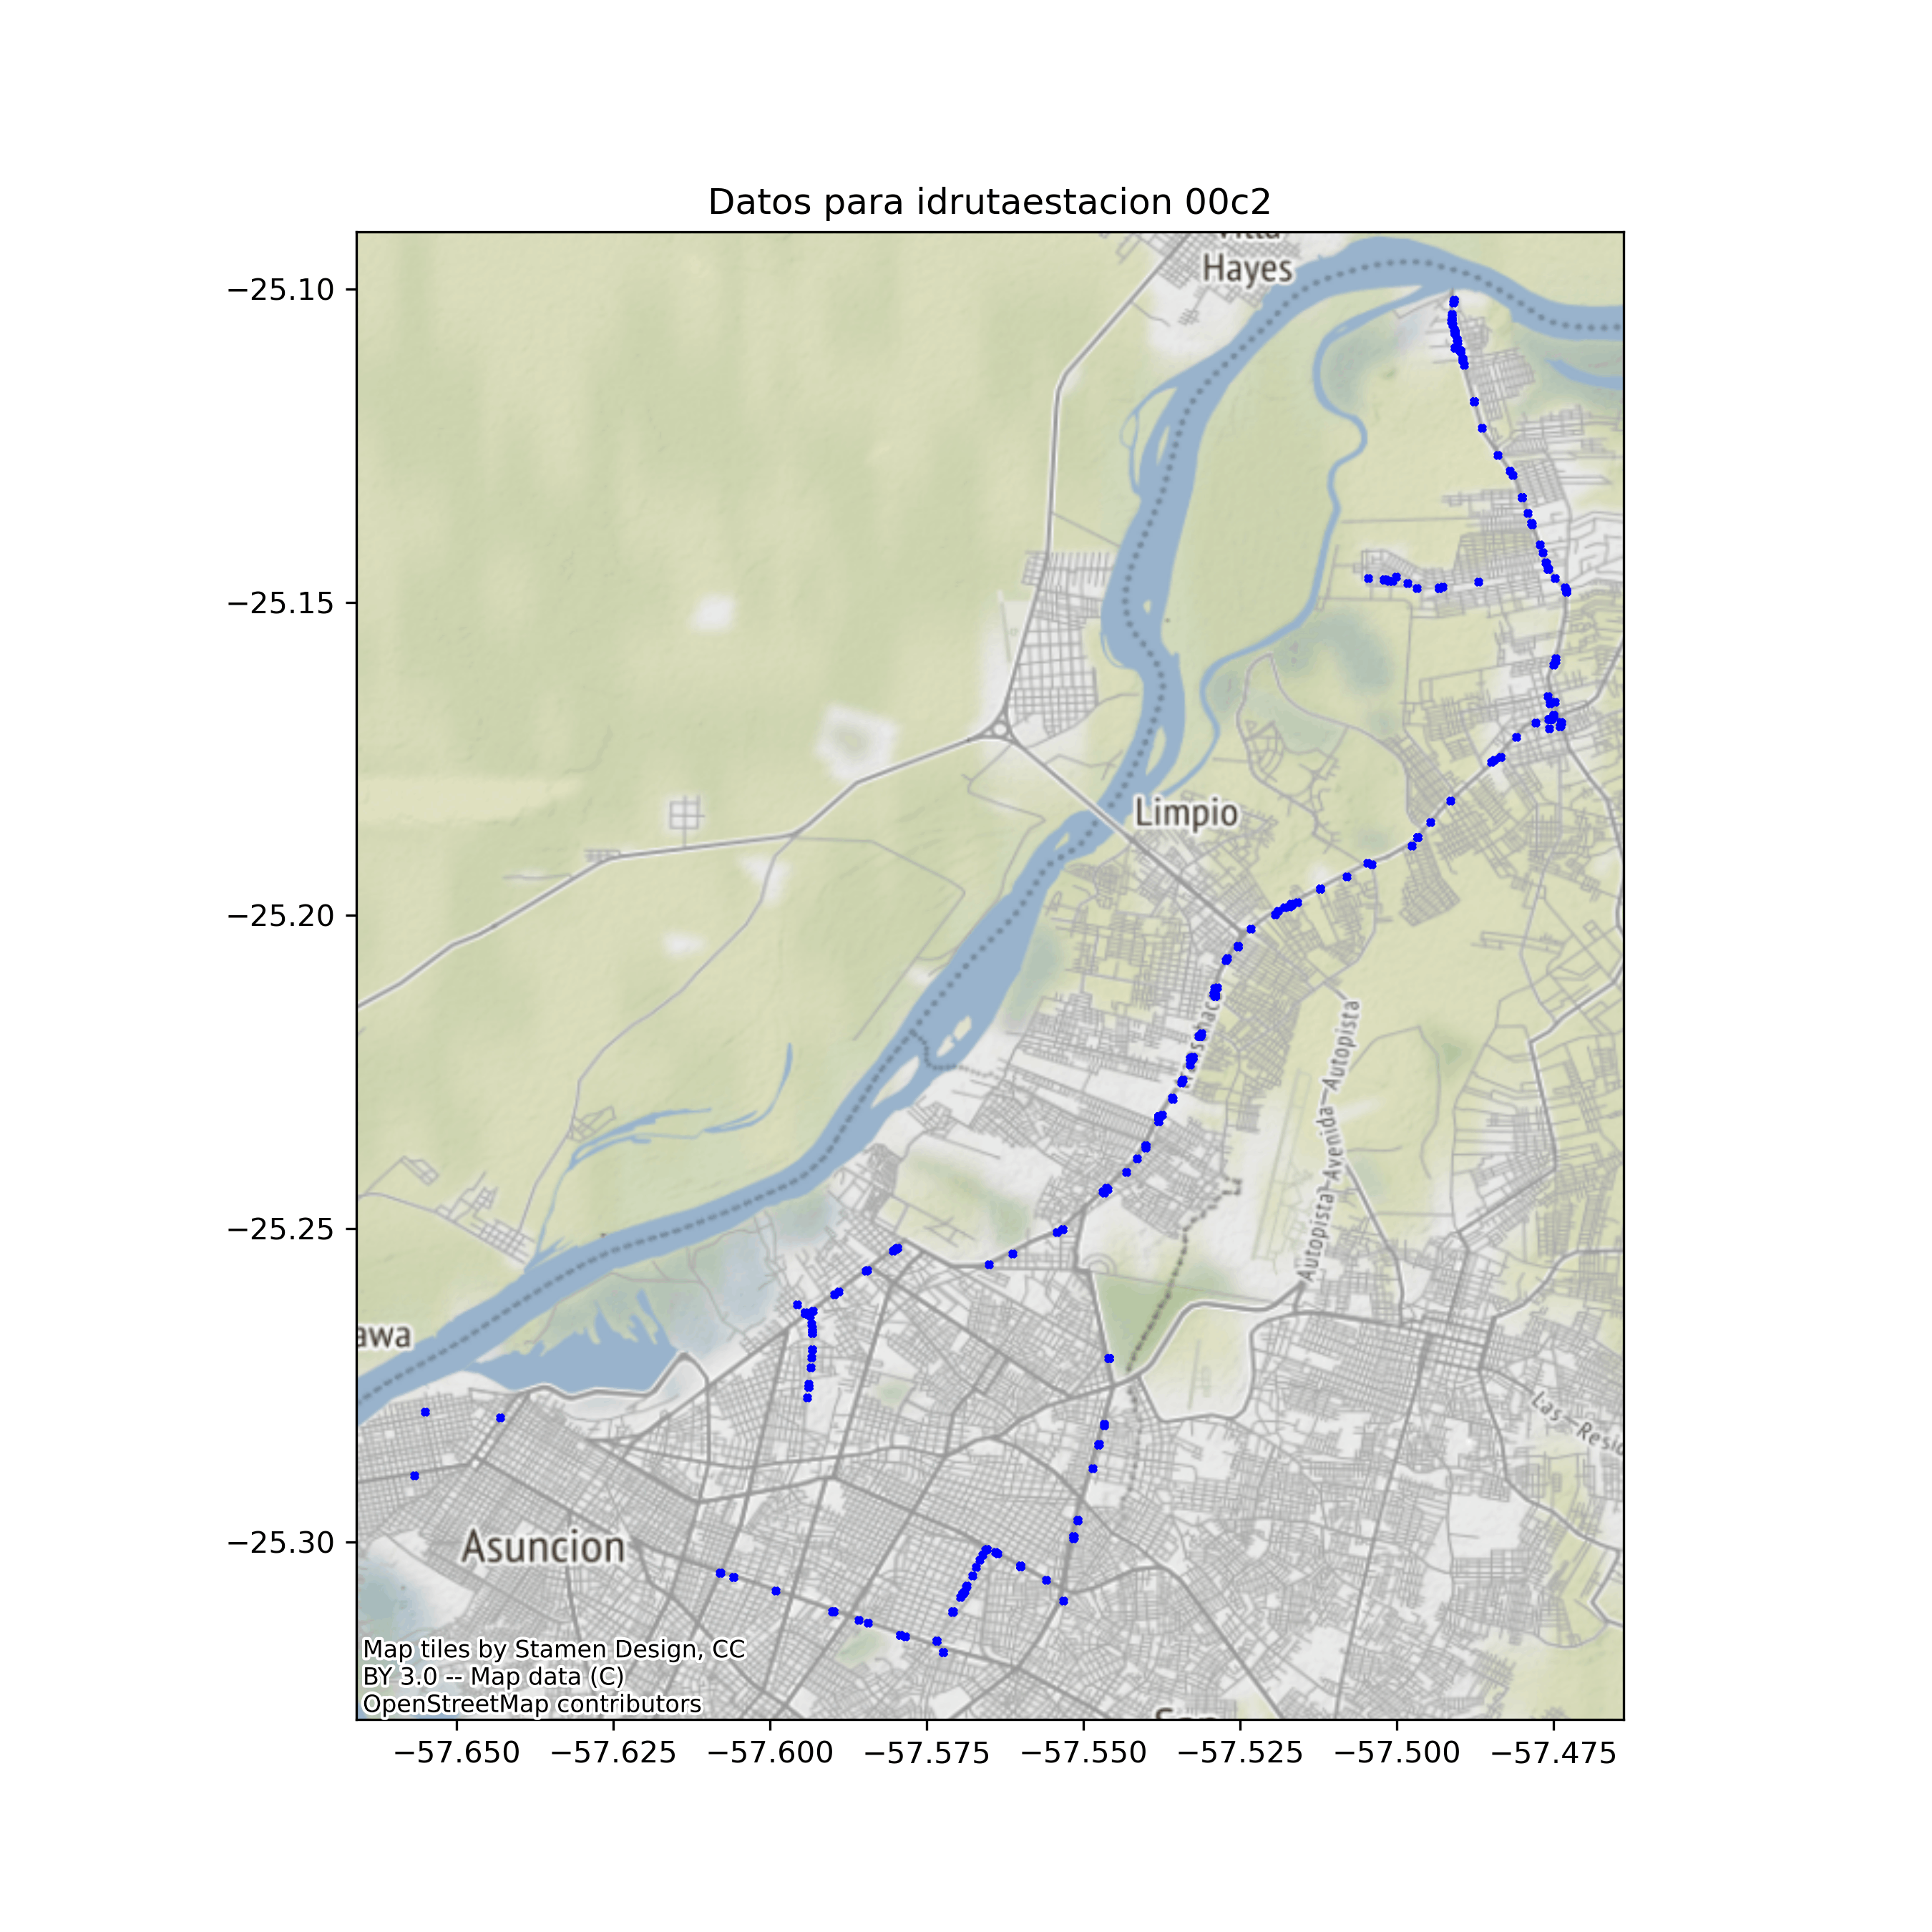 Datos para idrutaestacion 00c2
Hayes
−25.10
−25.15
Limpio
−25.20
Autopista
Avenida
Autopista
−25.25
awa
Las
Resid
Asuncion
−25.30
Map tiles by Stamen Design, CC
BY 3.0 -- Map data (C)
OpenStreetMap contributors
−57.650 −57.625 −57.600 −57.575 −57.550 −57.525 −57.500 −57.475